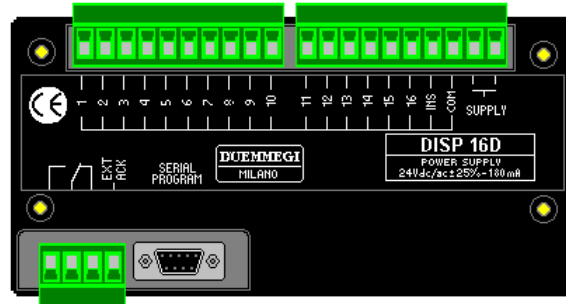 1 2 3 4 5 6 7 8 9 10 11 12 13 14 15 16 INS COM
SUPPLY
CE
EXT
ACK
SERIAL
PROGRAM
DUEMMEGI
MILANO
DISP 16D
POWER SUPPLY
24Vdc/ac±25%-180mA